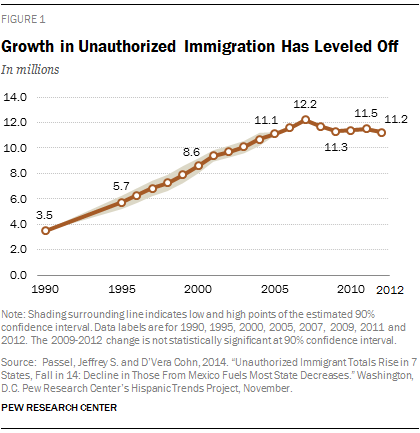 FIGURE 1
Growth in Unauthorized Immigration Has Leveled Off
In millions
14.0
12.0
10.0
8.0
6.0
4.0
2.0
0.0
3.5
5.7
8.6
11.1
12.2
11.3
11.5
11.2
1990
1995
2000
2005
2010
2012
Note: Shading surrounding line indicates low and high points of the estimated 90%
confidence interval. Data labels are for 1990, 1995, 2000, 2005, 2007, 2009, 2011 and
2012. The 2009-2012 change is not statistically significant at 90% confidence interval.
Source: Passel, Jeffrey S. and D'Vera Cohn, 2014. "Unauthorized Immigrant Totals Rise in 7
States, Fall in 14: Decline in Those From Mexico Fuels Most State Decreases." Washington,
D.C. Pew Research Center's Hispanic Trends Project, November.
PEW RESEARCH CENTER